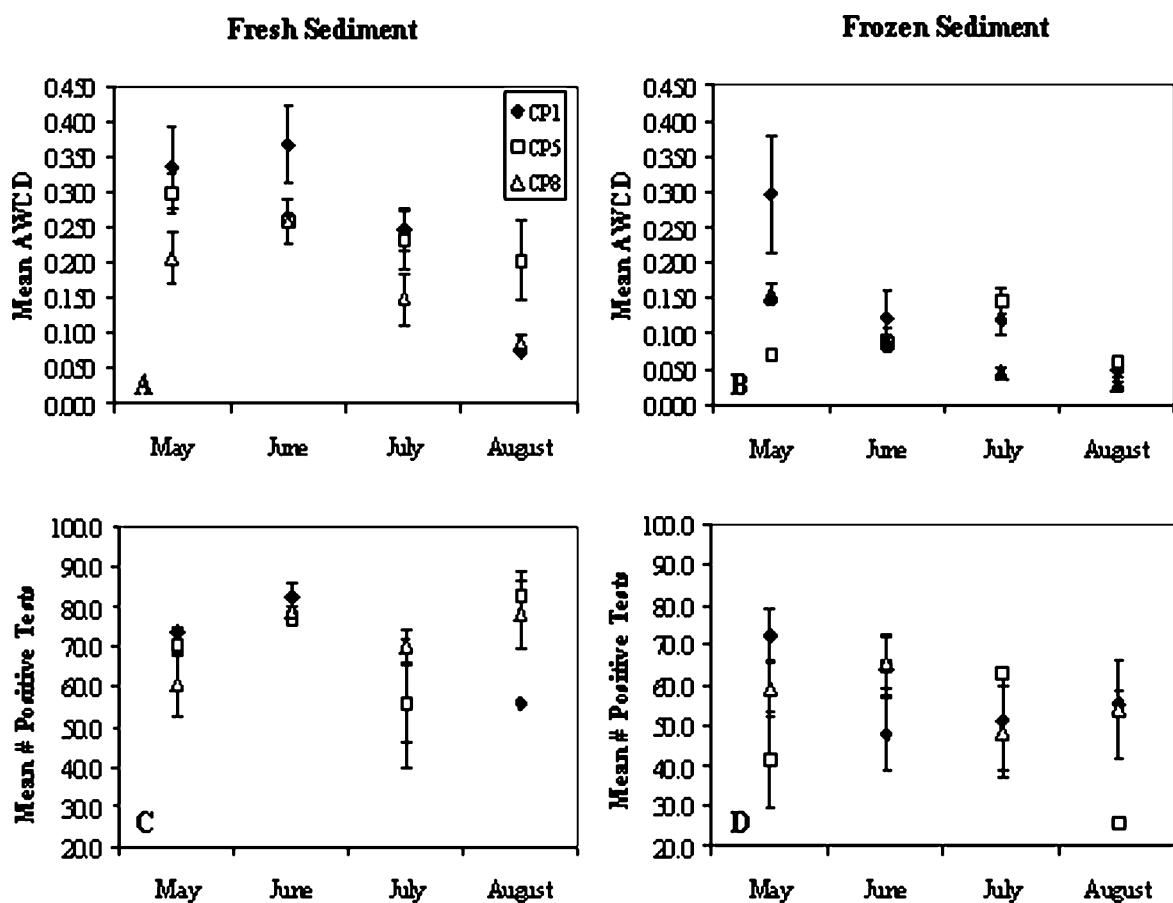 Fresh Sediment
Frozen Sediment
Mean AWCD
0.450
0.400
0.350
0.300
0.250
0.200
0.150
0.100
0.050
0.000
CP1
CP5
CP8
A
May June July August
Mean AWCD
0.450
0.400
0.350
0.300
0.250
0.200
0.150
0.100
0.050
0.000
B
May June July August
Mean # Positive Tests
100.0
90.0
80.0
70.0
60.0
50.0
40.0
30.0
20.0
C
May June July August
Mean # Positive Tests
100.0
90.0
80.0
70.0
60.0
50.0
40.0
30.0
20.0
D
May June July August